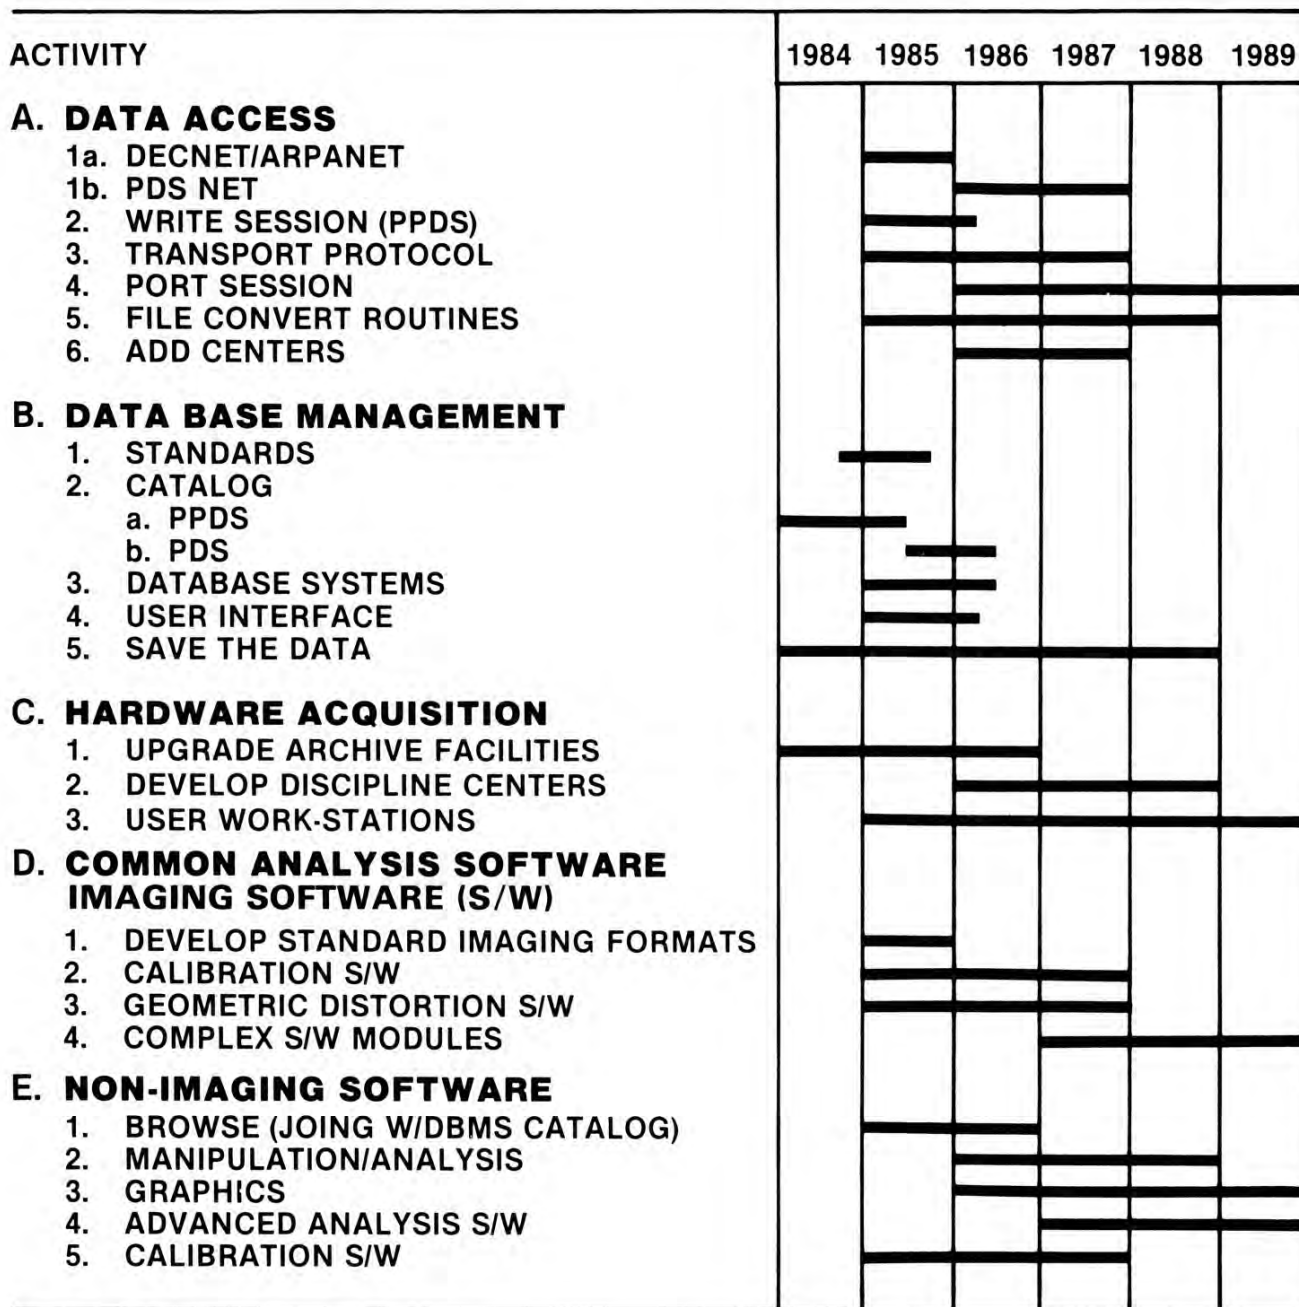 ACTIVITY 1984 1985 1986 1987 1988 1989
A. DATA ACCESS
1a. DECNET/ARPANET
1b. PDS NET
2. WRITE SESSION (PPDS)
3. TRANSPORT PROTOCOL
4. PORT SESSION
5. FILE CONVERT ROUTINES
6. ADD CENTERS
B. DATA BASE MANAGEMENT
1. STANDARDS
2. CATALOG
a. PPDS
b. PDS
3. DATABASE SYSTEMS
4. USER INTERFACE
5. SAVE THE DATA
C. HARDWARE ACQUISITION
1. UPGRADE ARCHIVE FACILITIES
2. DEVELOP DISCIPLINE CENTERS
3. USER WORK-STATIONS
D. COMMON ANALYSIS SOFTWARE
IMAGING SOFTWARE (S/W)
1. DEVELOP STANDARD IMAGING FORMATS
2. CALIBRATION S/W
3. GEOMETRIC DISTORTION S/W
4. COMPLEX S/W MODULES
E. NON-IMAGING SOFTWARE
1. BROWSE (JOING W/DBMS CATALOG)
2. MANIPULATION/ANALYSIS
3. GRAPHICS
4. ADVANCED ANALYSIS S/W
5. CALIBRATION S/W